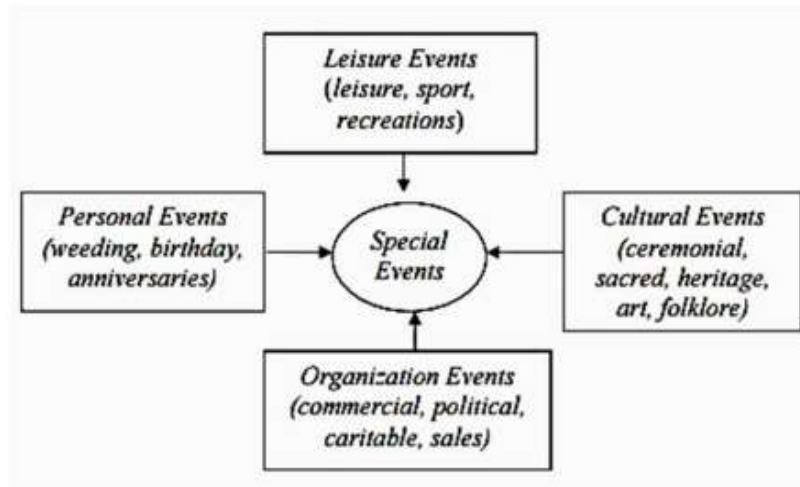 Leisure Events
(leisure, sport,
recreations)
Personal Events
(weeding, birthday,
anniversaries)
Special
Events
Cultural Events
(ceremonial,
sacred, heritage,
art, folklore)
Organization Events
(commercial, political,
caritable, sales)